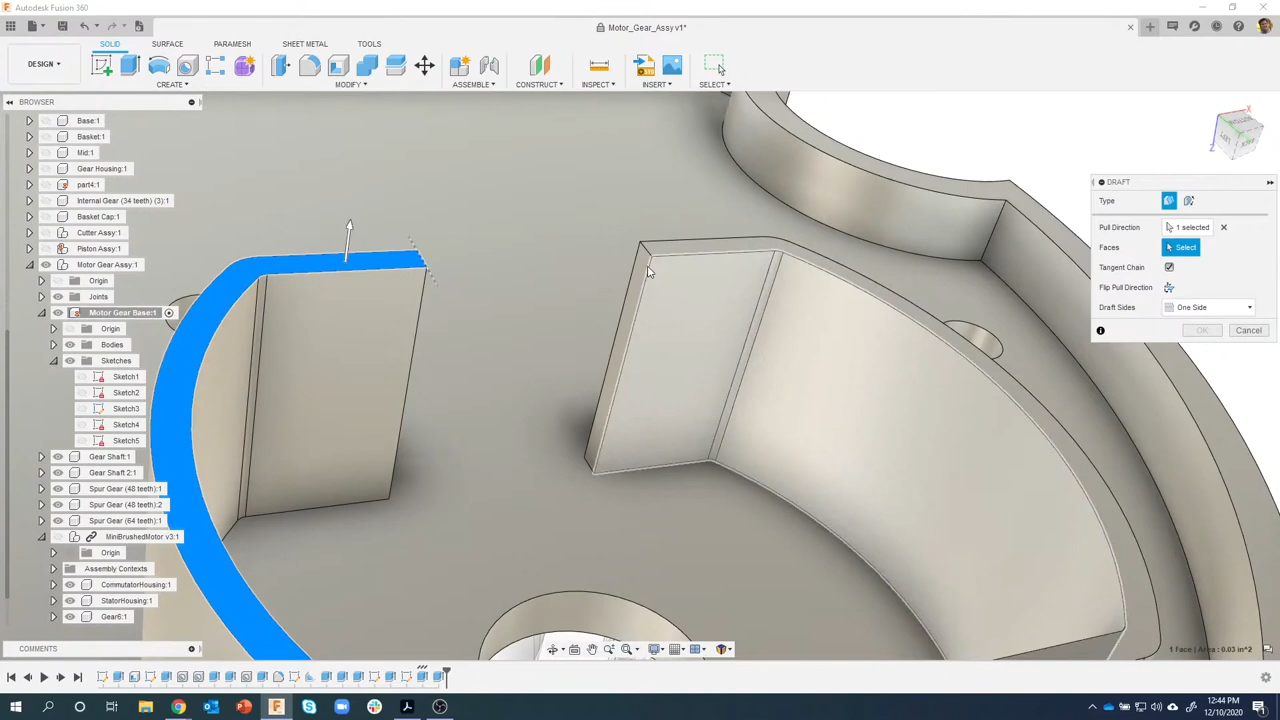 Autodesk Fusion 360
Motor_Gear_Assy v1*
SOLID SURFACE PARAMESH SHEET METAL TOOLS
DESIGN
CREATE MODIFY ASSEMBLE CONSTRUCT INSPECT INSERT SELECT
BROWSER
Base:1
Basket:1
Mid:1
Gear Housing:1
part4:1
Internal Gear (34 teeth) (3):1
Basket Cap:1
Cutter Assy:1
Piston Assy:1
Motor Gear Assy:1
Origin
Joints
Motor Gear Base:1
Origin
Bodies
Sketches
Sketch1
Sketch2
Sketch3
Sketch4
Sketch5
Gear Shaft:1
Gear Shaft 2:1
Spur Gear (48 teeth):1
Spur Gear (48 teeth):2
Spur Gear (64 teeth):1
MiniBrushedMotor v3:1
Origin
Assembly Contexts
CommutatorHousing:1
StatorHousing:1
Gear6:1
COMMENTS
X
Z
LEFT
DRAFT
Type
Pull Direction 1 selected
Faces Select
Tangent Chain
Flip Pull Direction
Draft Sides One Side
OK Cancel
1 Face | Area : 0.03 in^2
12:44 PM
12/10/2020